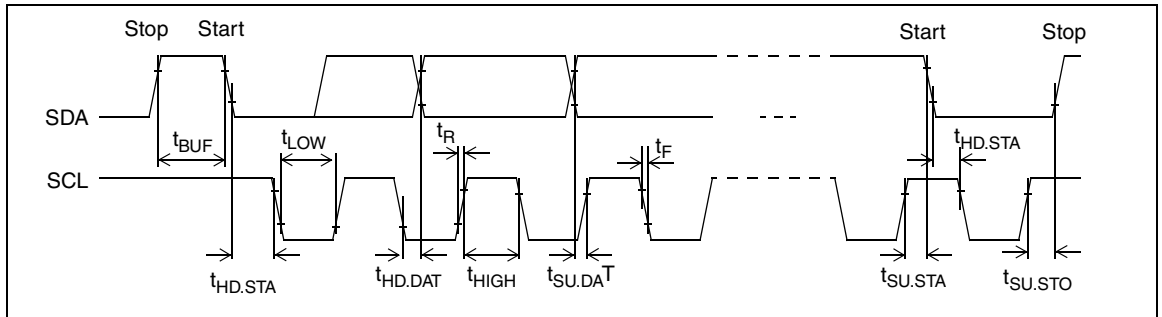 Stop Start Start Stop
SDA
tBUF tLOW tR tF tHD.STA
SCL
tHD.STA tHD.DAT tHIGH tSU.DAT tSU.STA tSU.STO